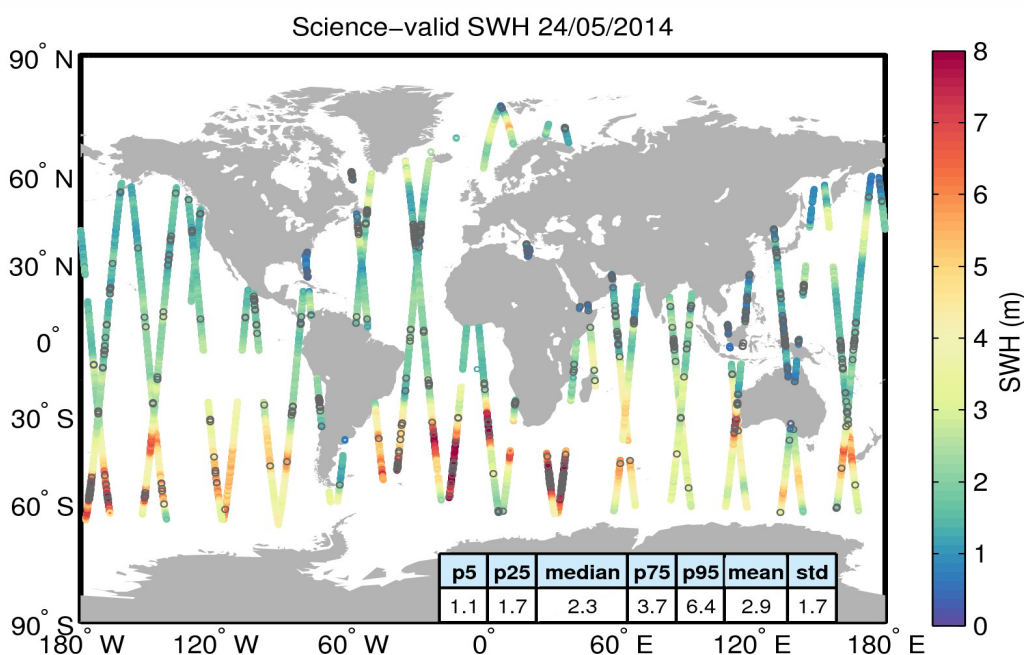 Science−valid SWH 24/05/2014
90° N
60° N
30° N
0°
30° S
60° S
90° S
180° W
120° W
60° W
0°
60° E
120° E
180° E
p5 p25 median p75 p95 mean std
1.1 1.7 2.3 3.7 6.4 2.9 1.7
8
7
6
5
4
3
2
1
0
SWH (m)